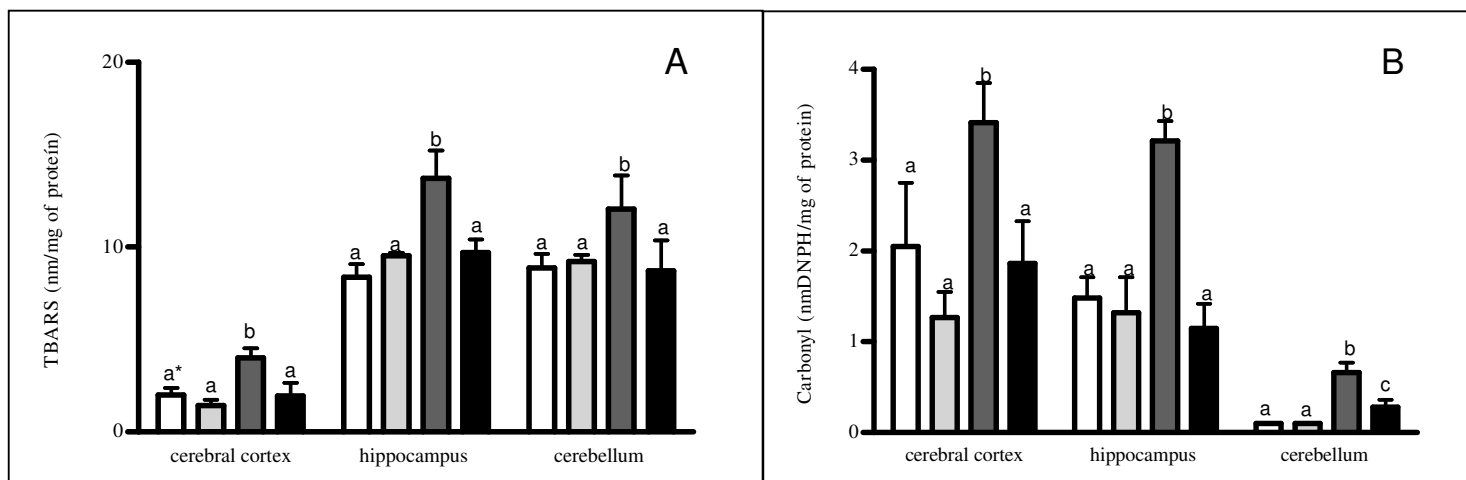 A
20
10
0
TBARS (nm/mg of proteín)
a*
a
b
a
a
a
b
a
a
a
b
a
cerebral cortex hippocampus cerebellum
B
4
3
2
1
0
Carbonyl (nmDNPH/mg of protein)
a
a
b
a
a
a
b
a
a
a
b
c
cerebral cortex hippocampus cerebellum